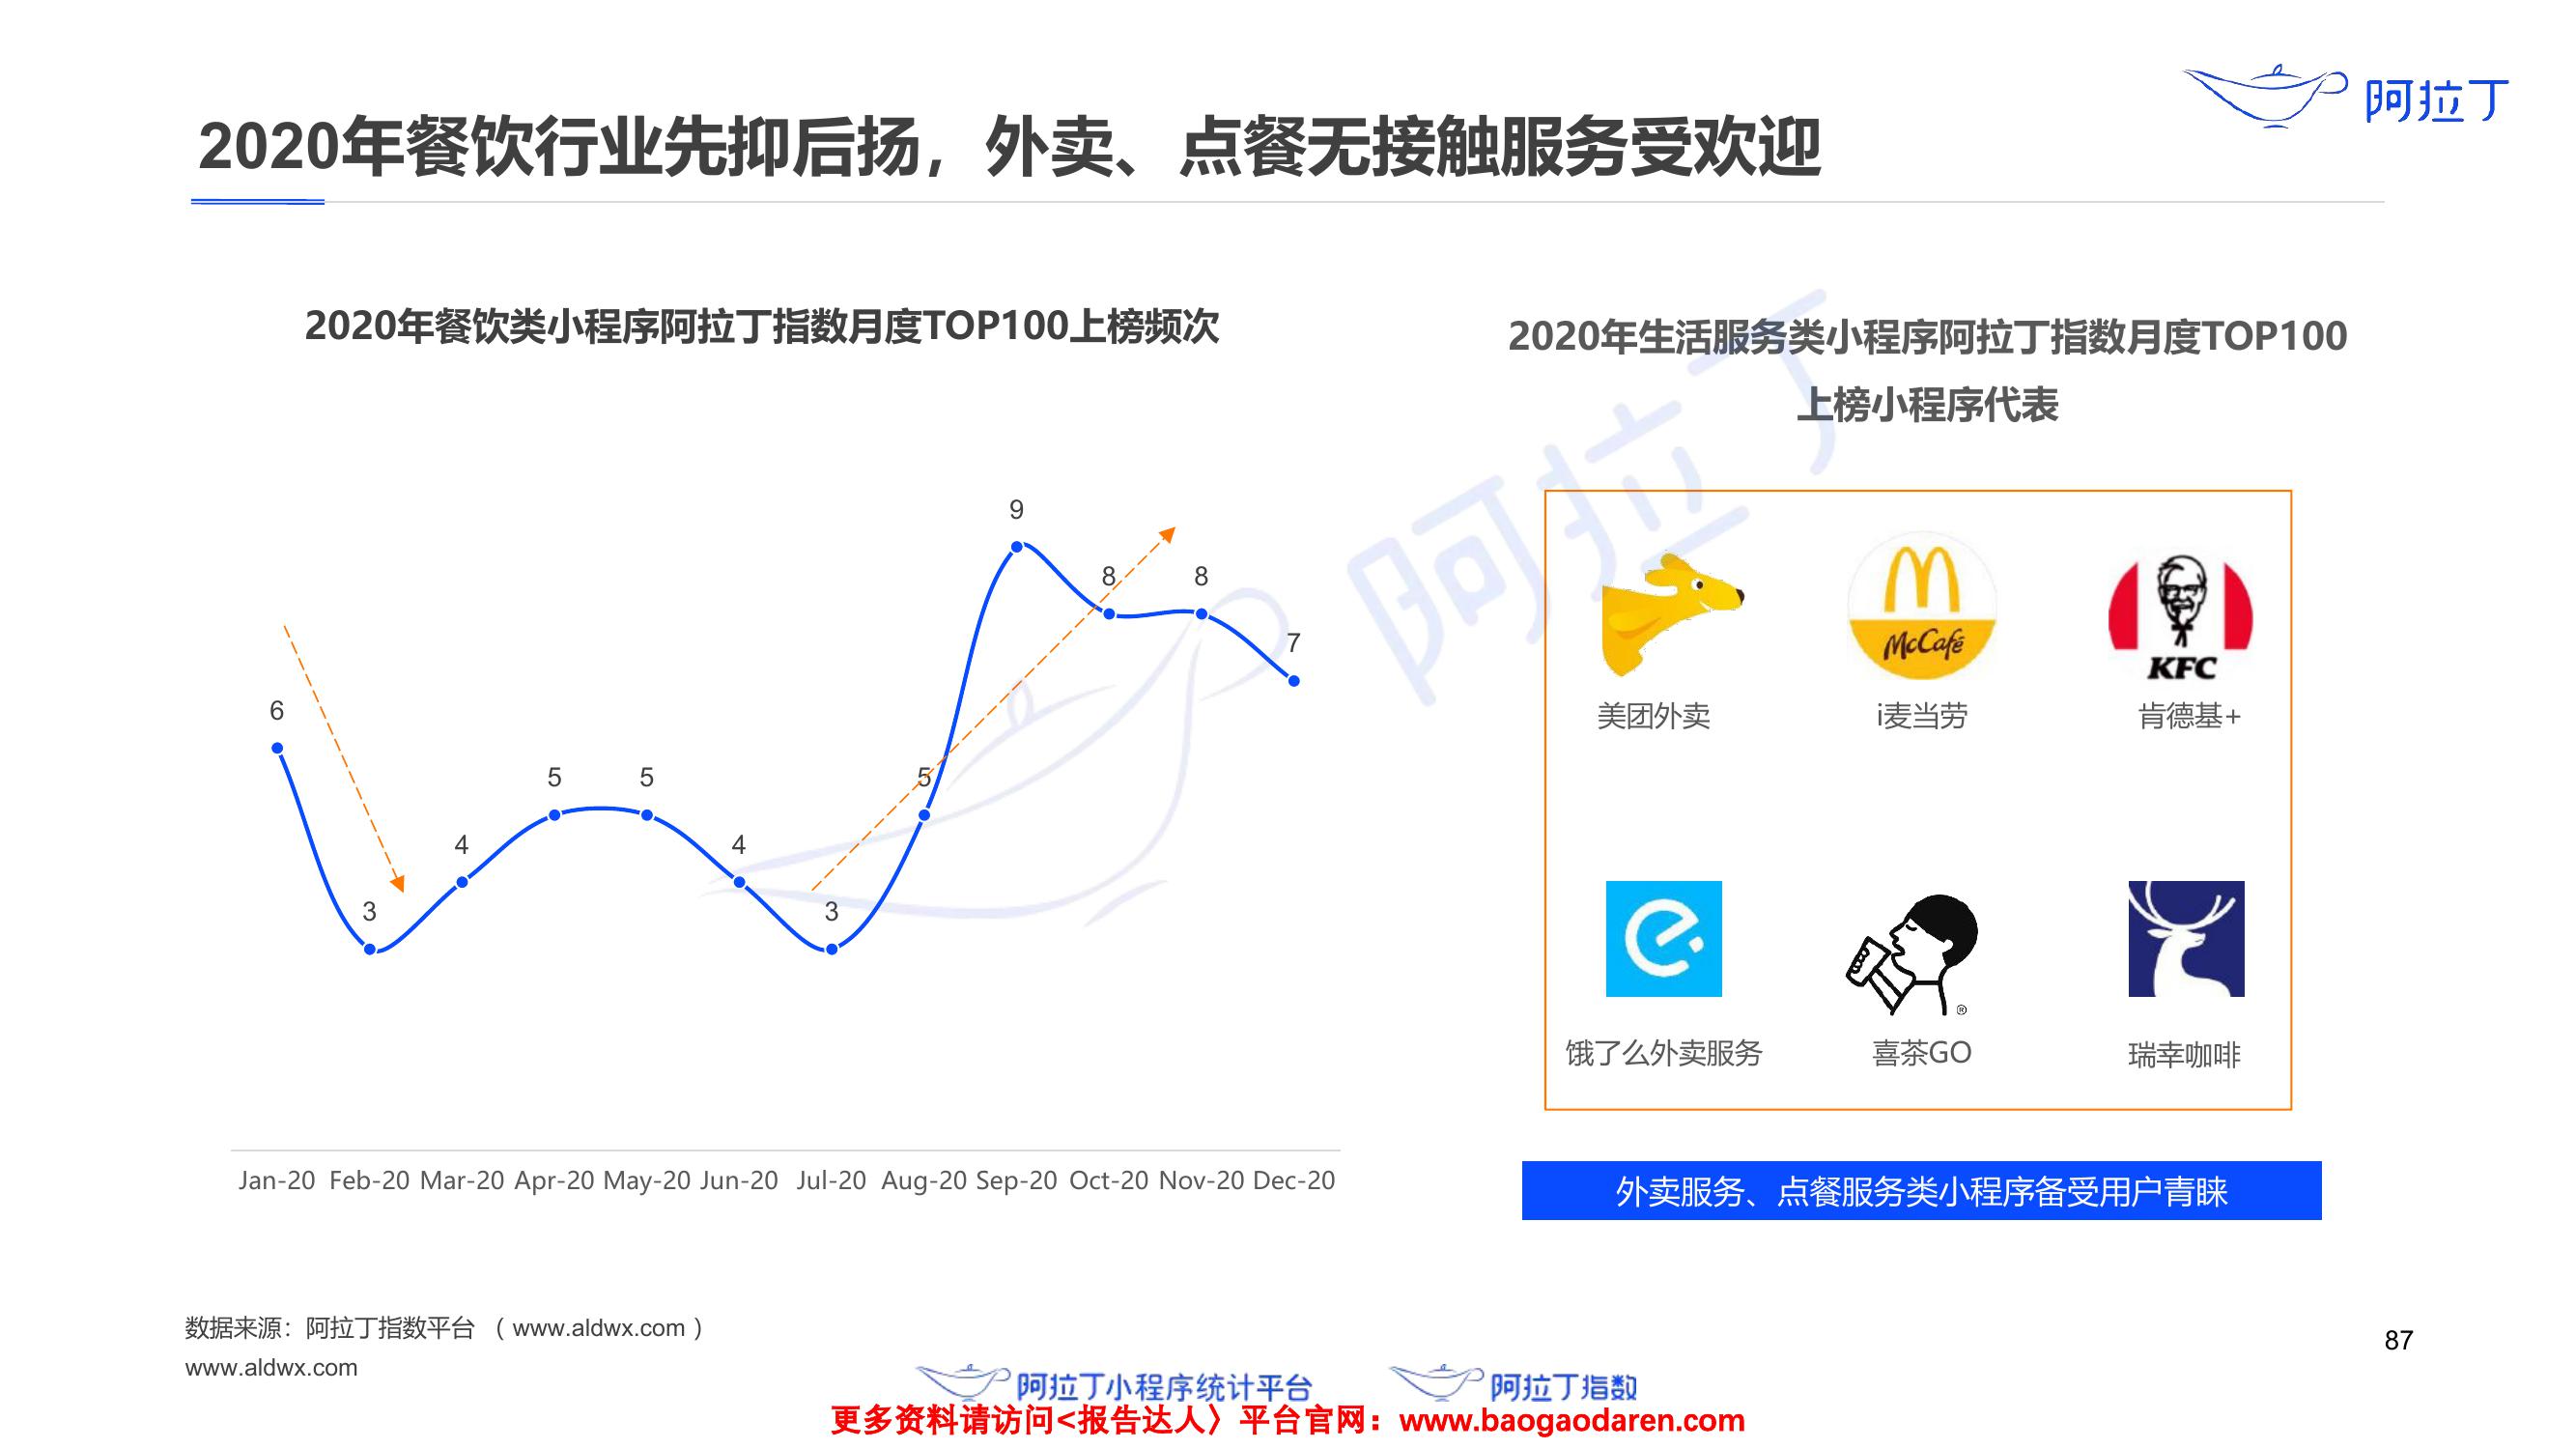 阿拉丁
2020年餐饮行业先抑后扬，外卖、点餐无接触服务受欢迎
2020年餐饮类小程序阿拉丁指数月度TOP100上榜频次
6
3
4
5
5
4
3
5
9
8
8
7
Jan-20 Feb-20 Mar-20 Apr-20 May-20 Jun-20 Jul-20 Aug-20 Sep-20 Oct-20 Nov-20 Dec-20
2020年生活服务类小程序阿拉丁指数月度TOP100
上榜小程序代表
阿拉丁
McCafé
KFC
美团外卖 i麦当劳 肯德基+
®
饿了么外卖服务 喜茶GO 瑞幸咖啡
外卖服务、点餐服务类小程序备受用户青睐
数据来源：阿拉丁指数平台 （www.aldwx.com）
www.aldwx.com
87
阿拉丁小程序统计平台 阿拉丁指数
更多资料请访问<报告达人〉平台官网：www.baogaodaren.com